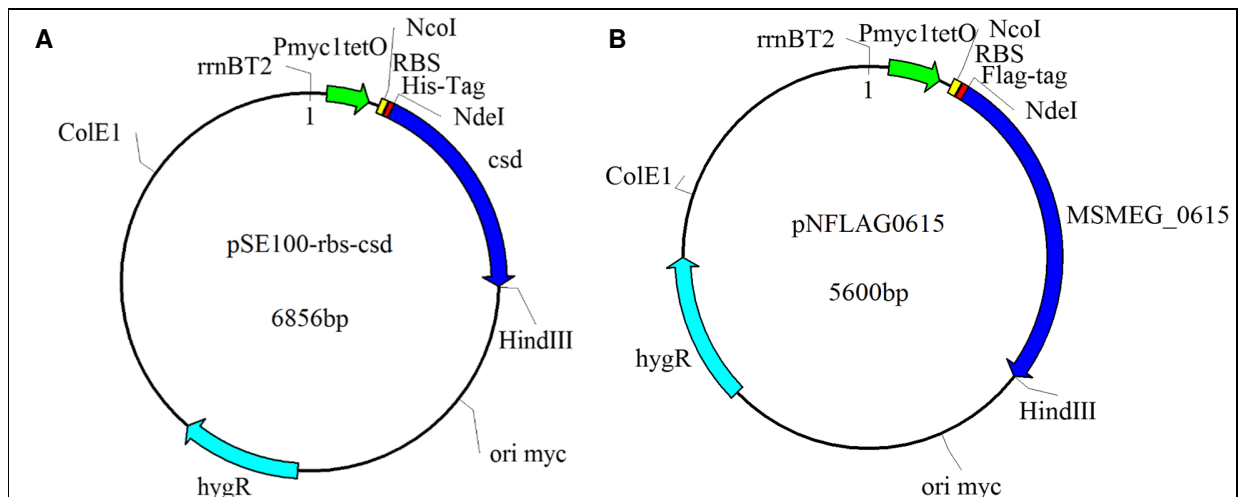 A
NcoI
Pmyc1tetO
rrnBT2
RBS
His-Tag
1
NdeI
ColE1
csd
pSE100-rbs-csd
6856bp
HindIII
ori myc
hygR
B
NcoI
Pmyc1tetO
rrnBT2
RBS
Flag-tag
1
NdeI
ColE1
MSMEG_0615
pNFLAG0615
5600bp
hygR
HindIII
ori myc